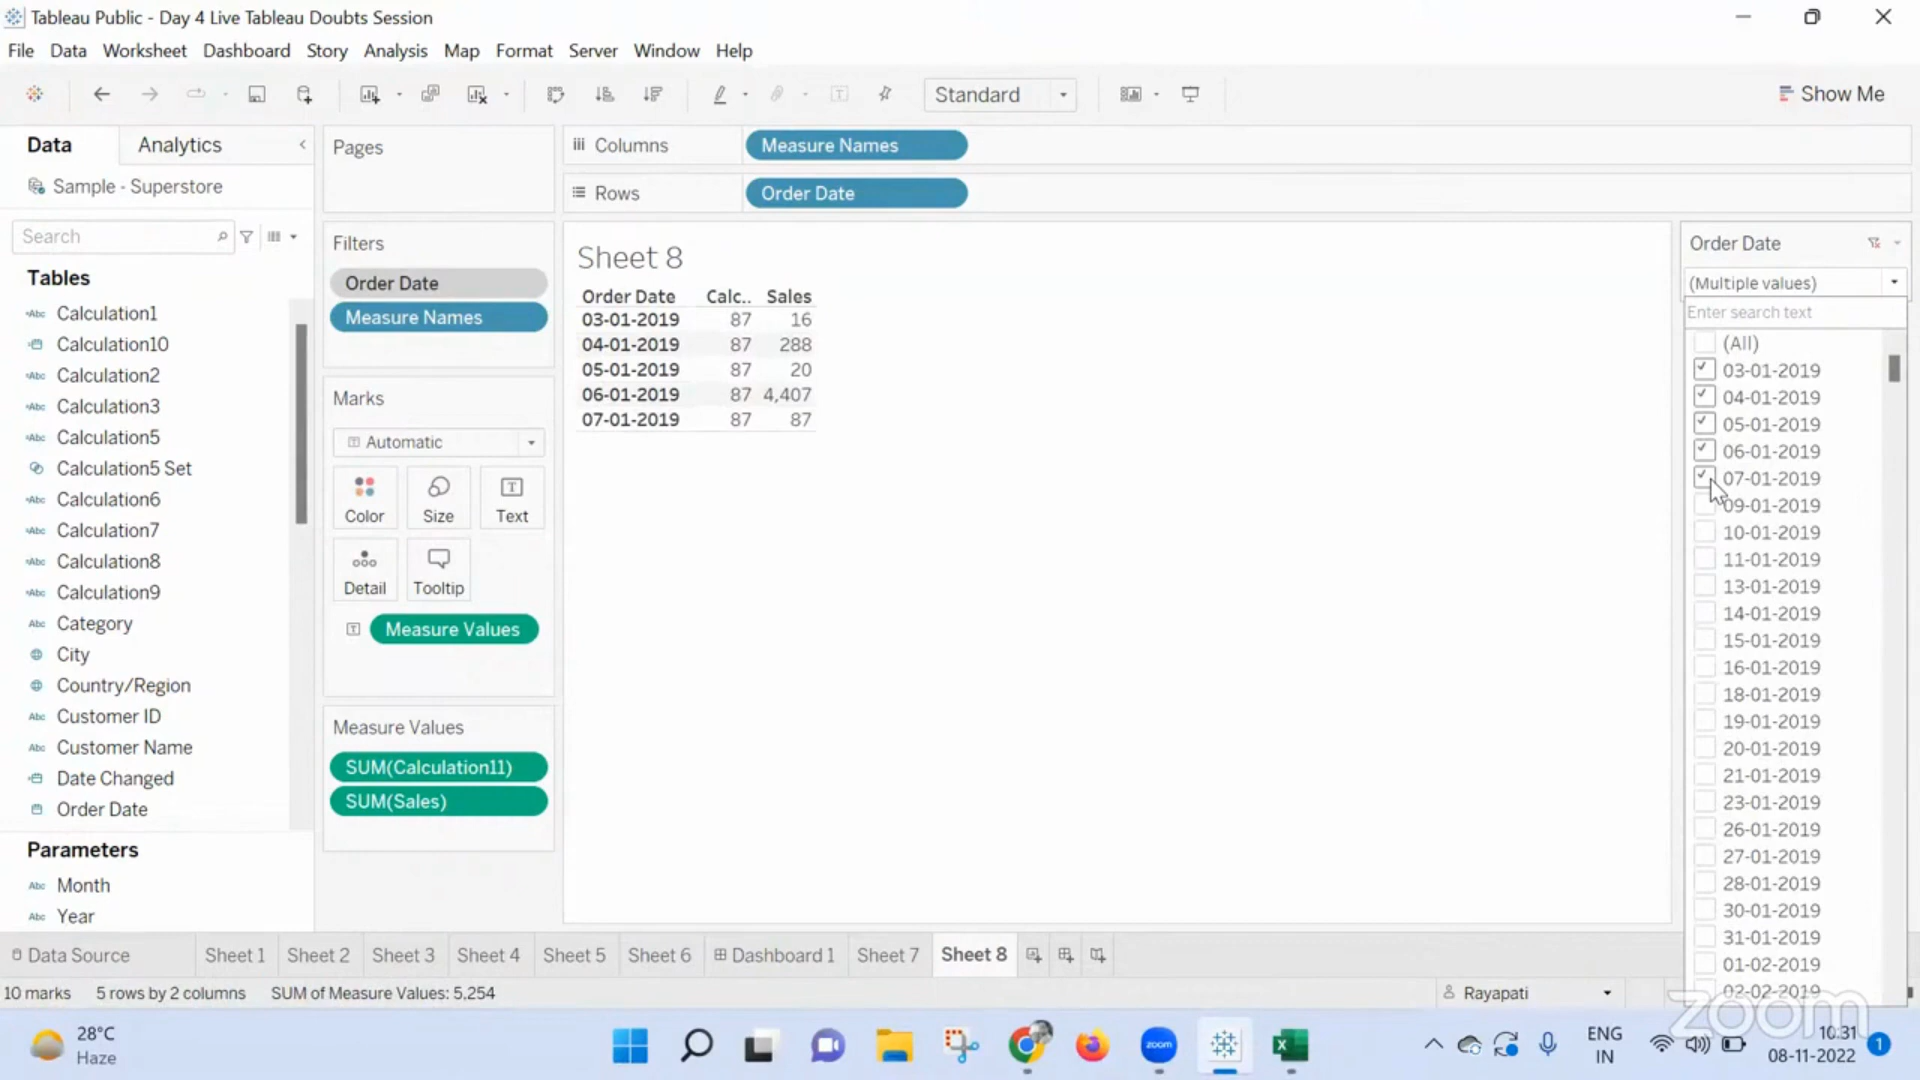 Tableau Public - Day 4 Live Tableau Doubts Session
File Data Worksheet Dashboard Story Analysis Map Format Server Window Help
Standard
Show Me
Data
Analytics
Sample - Superstore
Search
Tables
Calculation1
Calculation10
Calculation2
Calculation3
Calculation5
Calculation5 Set
Calculation6
Calculation7
Calculation8
Calculation9
Category
City
Country/Region
Customer ID
Customer Name
Date Changed
Order Date
Parameters
Month
Year
Pages
Filters
Order Date
Measure Names
Marks
Automatic
Color
Size
Text
Detail
Tooltip
Measure Values
Measure Values
SUM(Calculation11)
SUM(Sales)
Columns
Measure Names
Rows
Order Date
Sheet 8
Order Date Calc.. Sales
03-01-2019 87 16
04-01-2019 87 288
05-01-2019 87 20
06-01-2019 87 4,407
07-01-2019 87 87
Order Date
(Multiple values)
Enter search text
(All)
03-01-2019
04-01-2019
05-01-2019
06-01-2019
07-01-2019
09-01-2019
10-01-2019
11-01-2019
13-01-2019
14-01-2019
15-01-2019
16-01-2019
18-01-2019
19-01-2019
20-01-2019
21-01-2019
23-01-2019
26-01-2019
27-01-2019
28-01-2019
30-01-2019
31-01-2019
01-02-2019
02-02-2019
Data Source Sheet 1 Sheet 2 Sheet 3 Sheet 4 Sheet 5 Sheet 6 Dashboard 1 Sheet 7 Sheet 8
10 marks 5 rows by 2 columns SUM of Measure Values: 5,254
Rayapati
zoom
28°C
Haze
zoom
ENG
IN
10:31
08-11-2022
1